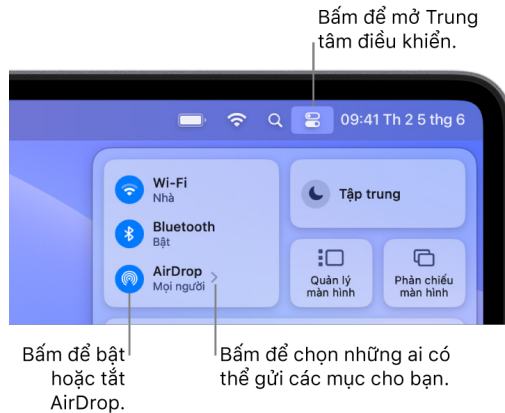 Bấm để mở Trung
tâm điều khiển.
09:41 Th 2 5 thg 6
Wi-Fi
Nhà
Tập trung
Bluetooth
Bật
AirDrop
Mọi người
Quản lý
màn hình
Phản chiếu
màn hình
Bấm để bật
hoặc tắt
AirDrop.
Bấm để chọn những ai có
thể gửi các mục cho bạn.